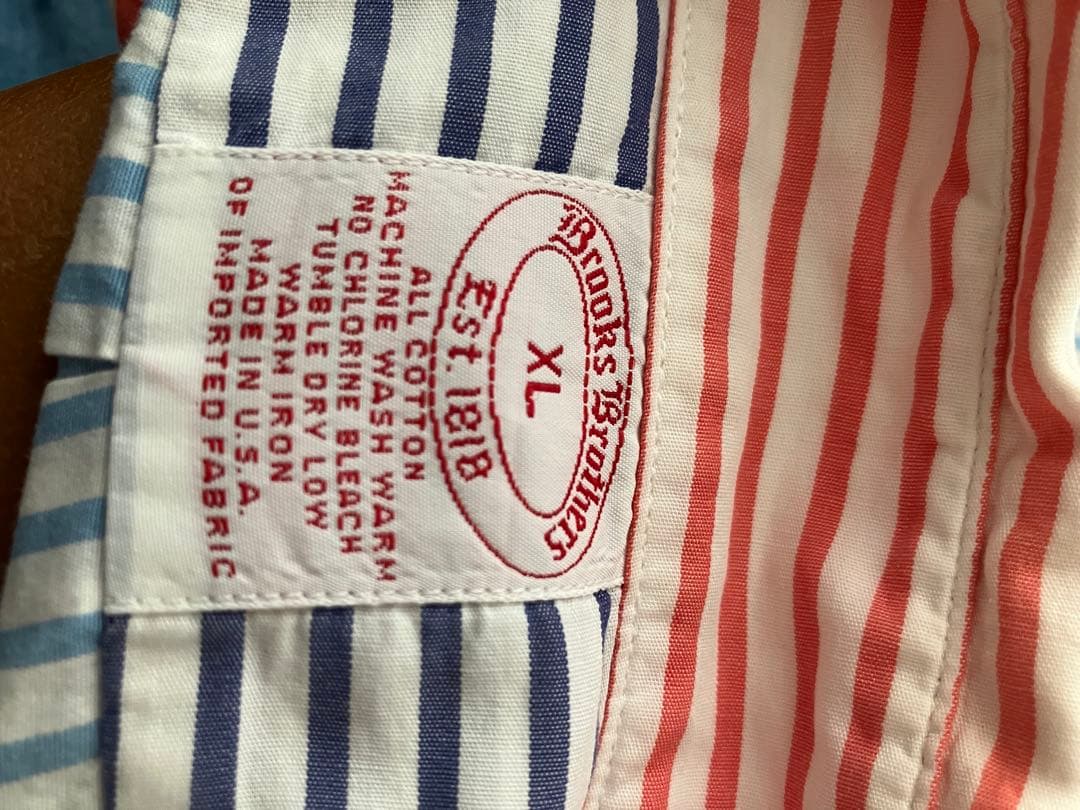 Brooks Brothers
XL
Est. 1818
ALL COTTON
MACHINE WASH WARM
NO CHLORINE BLEACH
TUMBLE DRY LOW
WARM IRON
MADE IN U.S.A.
OF IMPORTED FABRIC